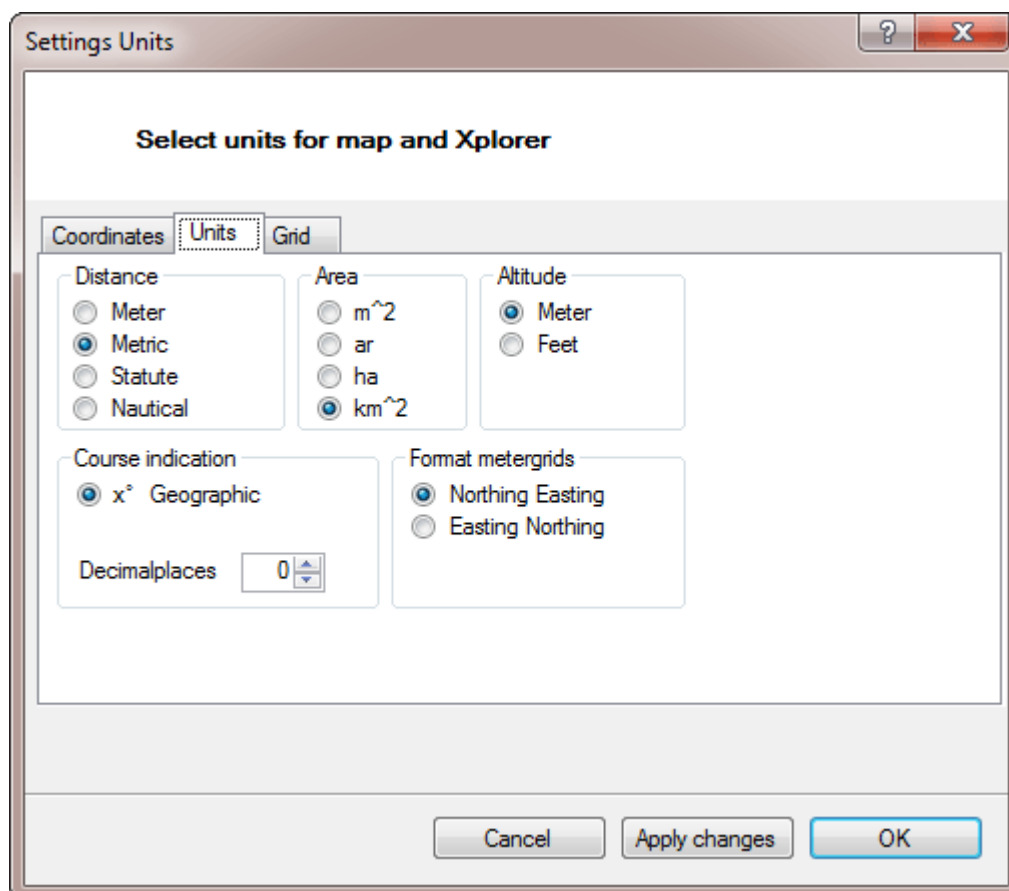 Settings Units
Select units for map and Xplorer
Coordinates Units Grid
Distance
Meter
Metric
Statute
Nautical
Area
m^2
ar
ha
km^2
Altitude
Meter
Feet
Course indication
x° Geographic
Decimalplaces 0
Format metergrids
Northing Easting
Easting Northing
Cancel Apply changes OK